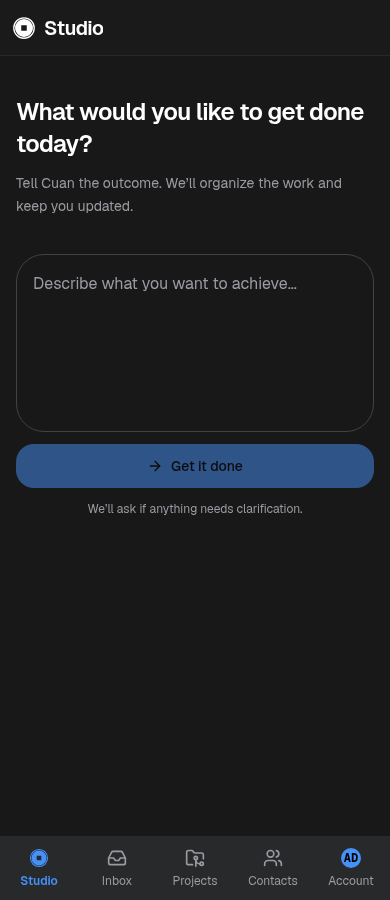 Studio
What would you like to get done
today?
Tell Cuan the outcome. We'll organize the work and
keep you updated.
Describe what you want to achieve...
Get it done
We'll ask if anything needs clarification.
AD
Studio
Inbox
Projects
Contacts
Account